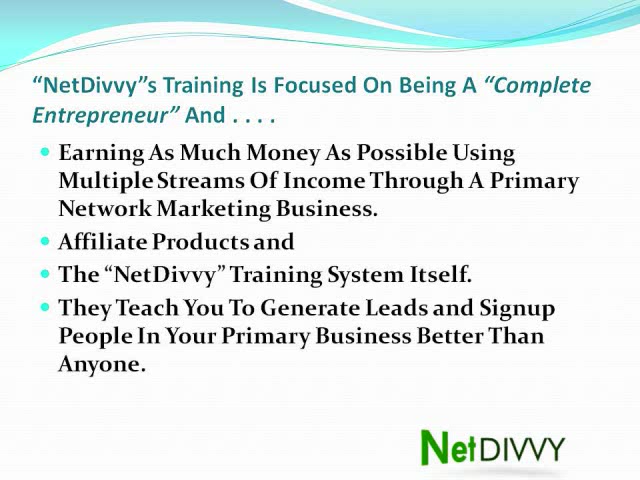 “NetDivvy”s Training Is Focused On Being A “Complete
Entrepreneur” And . . . .
Earning As Much Money As Possible Using
Multiple Streams Of Income Through A Primary
Network Marketing Business.
Affiliate Products and
The “NetDivvy” Training System Itself.
They Teach You To Generate Leads and Signup
People In Your Primary Business Better Than
Anyone.
NetDIVVY